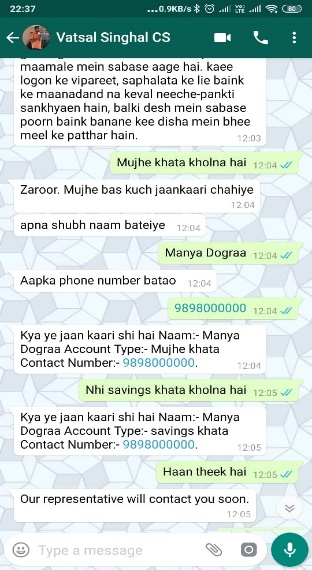 22:37
...0.9KB/s
80
Vatsal Singhal CS
maamale mein sabase aage hai. kaee
logon ke vipareet, saphalata ke lie baink
ke maanadand na keval neeche-pankti
sankhyaen hain, balki desh mein sabase
poorn baink banane kee disha mein bhee
meel ke patthar hain.
12:03
Mujhe khata kholna hai 12:04
Zaroor. Mujhe bas kuch jaankaari chahiye
12:04
apna shubh naam bateiye 12:04
Manya Dograa 12:04
Aapka phone number batao 12:04
9898000000 12:04
Kya ye jaan kaari shi hai Naam:- Manya
Dograa Account Type:- Mujhe khata
Contact Number:- 9898000000. 12:04
Nhi savings khata kholna hai 12:05
Kya ye jaan kaari shi hai Naam:- Manya
Dograa Account Type:- savings khata
Contact Number:- 9898000000. 12:05
Haan theek hai 12:05
Our representative will contact you soon.
12:05
Type a message